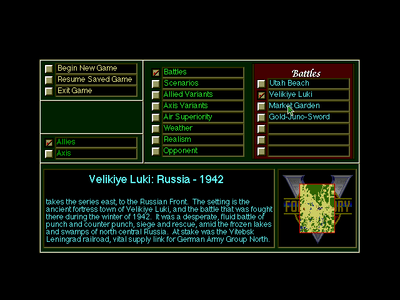 Begin New Game
Resume Saved Game
Exit Game
Allies
Axis
Battles
Scenarios
Allied Variants
Axis Variants
Air Superiority
Weather
Realism
Opponent
Battles
Utah Beach
Velikiye Luki
Market Garden
Gold-Juno-Sword
Velikiye Luki: Russia - 1942
takes the series east, to the Russian Front. The setting is the
ancient fortress town of Velikiye Luki, and the battle that was fought
there during the winter of 1942. It was a desperate, fluid battle
of punch and counter punch, siege and rescue, amid the frozen lakes
and swamps of north central Russia. At stake was the Vitebsk
Leningrad railroad, vital supply link for German Army Group North.